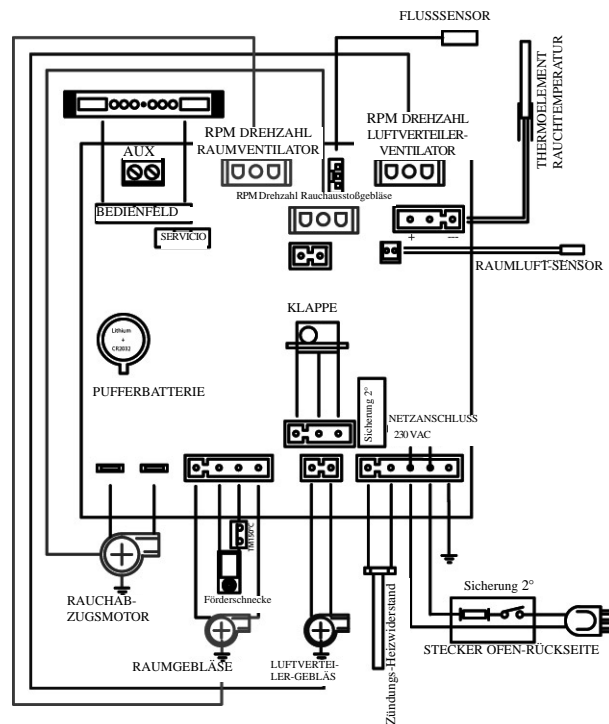 FLUSSSENSOR
THERMOELEMENT
RAUCHTEMPERATUR
RPM DREHZAHL
RAUMVENTILATOR
RPM DREHZAHL
LUFTVERTEILER-
VENTILATOR
AUX
RPM Drehzahl Rauchausstoßgebläse
BEDIENFELD
SERVICIO
+
---
RAUMLUFT-SENSOR
KLAPPE
Lithium
+
CR2032
PUFFERBATTERIE
Sicherung 2°
NETZANSCHLUSS
230 VAC
TM150°C
Förderschnecke
RAUCHAB-
ZUGSMOTOR
RAUMGEBLÄSE
LUFTVERTEI-
LER-GEBLÄS
Zündungs-Heizwiderstand
Sicherung 2°
STECKER OFEN-RÜCKSEITE